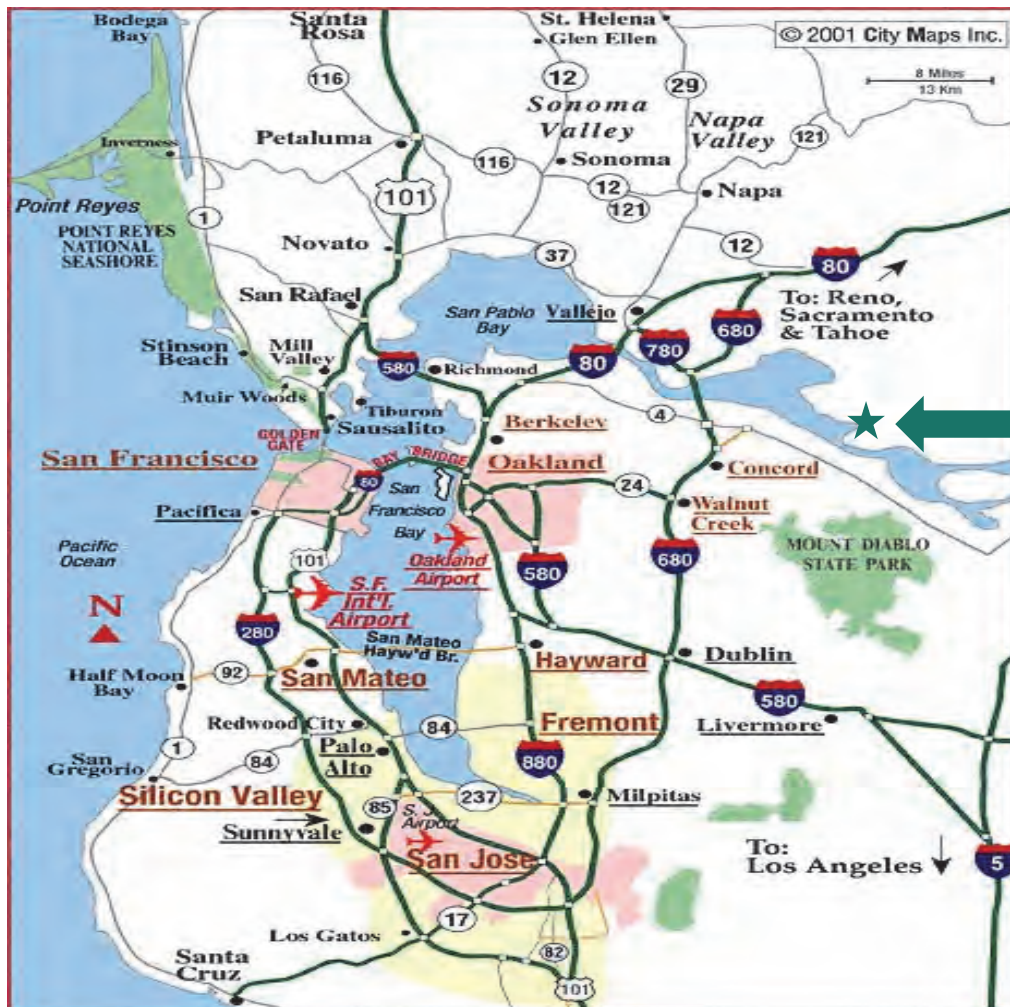 Bodega
Bay
Santa
Rosa
St. Helena
Glen Ellen
© 2001 City Maps Inc.
116
12
29
8 Miles
13 Km
Sonoma
Valley
Napa
Valley
121
Petaluma
Inverness
116
Sonoma
12
121
Napa
101
Point Reyes
POINT REYES
NATIONAL
SEASHORE
1
Novato
37
12
80
San Rafael
San Pablo
Bay
Vallejo
To: Reno,
Sacramento
& Tahoe
680
Stinson
Beach
Mill
Valley
580
Richmond
80
780
Muir Woods
Tiburon
Sausalito
4
Berkeley
GOLDEN
GATE
San Francisco
BAY BRIDGE
Oakland
Concord
80
San
Francisco
Bay
24
Walnut
Creek
Pacifica
Pacific
Ocean
101
Oakland
Airport
580
680
MOUNT DIABLO
STATE PARK
S.F.
Int'l.
Airport
N
280
San Mateo
Hayw'd Br.
Hayward
Dublin
Half Moon
Bay
92
San Mateo
580
Livermore
Redwood City
84
Fremont
1
San
Gregorio
84
Palo
Alto
880
Silicon Valley
85
237
Milpitas
Sunnyvale
S. J.
Airport
San Jose
To:
Los Angeles
5
17
Los Gatos
82
Santa
Cruz
101